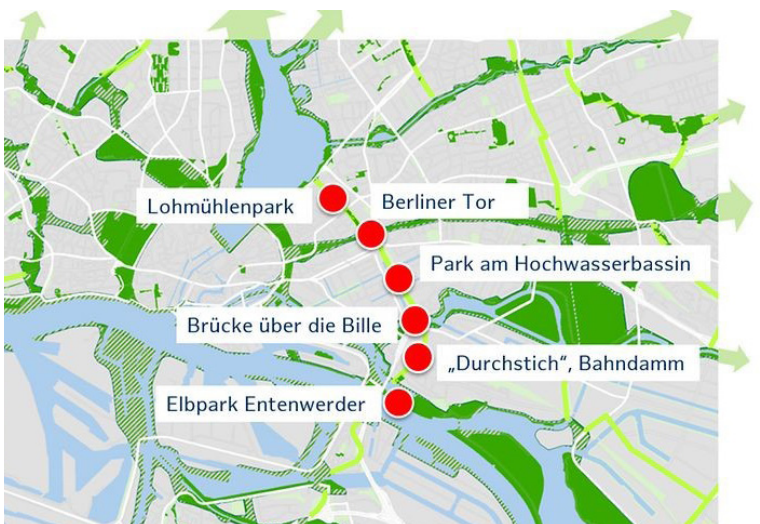 Lohmühlenpark
Berliner Tor
Park am Hochwasserbassin
Brücke über die Bille
„Durchstich“, Bahndamm
Elbpark Entenwerder